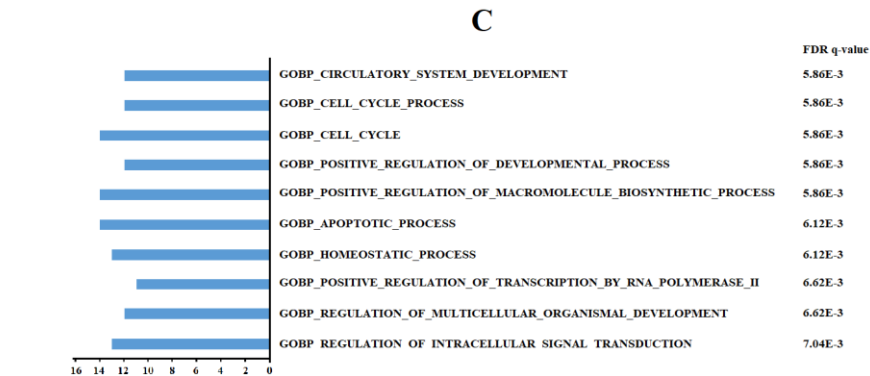 C
FDR q-value
GOBP_CIRCULATORY_SYSTEM_DEVELOPMENT 5.86E-3
GOBP_CELL_CYCLE_PROCESS 5.86E-3
GOBP_CELL_CYCLE 5.86E-3
GOBP_POSITIVE_REGULATION_OF_DEVELOPMENTAL_PROCESS 5.86E-3
GOBP_POSITIVE_REGULATION_OF_MACROMOLECULE_BIOSYNTHETIC_PROCESS 5.86E-3
GOBP_APOPTOTIC_PROCESS 6.12E-3
GOBP_HOMEOSTATIC_PROCESS 6.12E-3
GOBP_POSITIVE_REGULATION_OF_TRANSCRIPTION_BY_RNA_POLYMERASE_II 6.62E-3
GOBP_REGULATION_OF_MULTICELLULAR_ORGANISMAL_DEVELOPMENT 6.62E-3
GOBP_REGULATION_OF_INTRACELLULAR_SIGNAL_TRANSDUCTION 7.04E-3
16 14 12 10 8 6 4 2 0